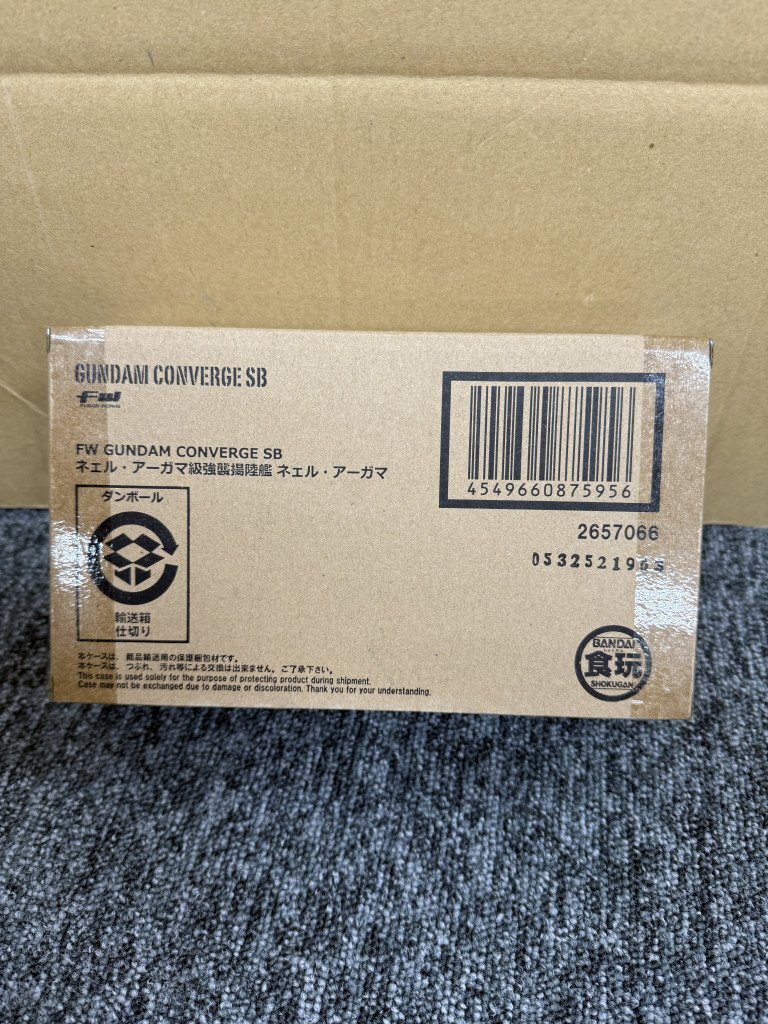 GUNDAM CONVERGE SB
FW
FUSION WORKS
FW GUNDAM CONVERGE SB
ネェル・アーガマ級強襲揚陸艦 ネェル・アーガマ
4549660875956
2657066
ダンボール
輸送箱
仕切り
本ケースは、商品輸送用の保護梱包材です。
本ケースは、つぶれ、汚れ等による交換は出来ません。ご了承下さい。
This case is used solely for the purpose of protecting product during shipment.
Case may not be exchanged due to damage or discoloration. Thank you for your understanding.
BANDAI
食玩
SHOKUGAN